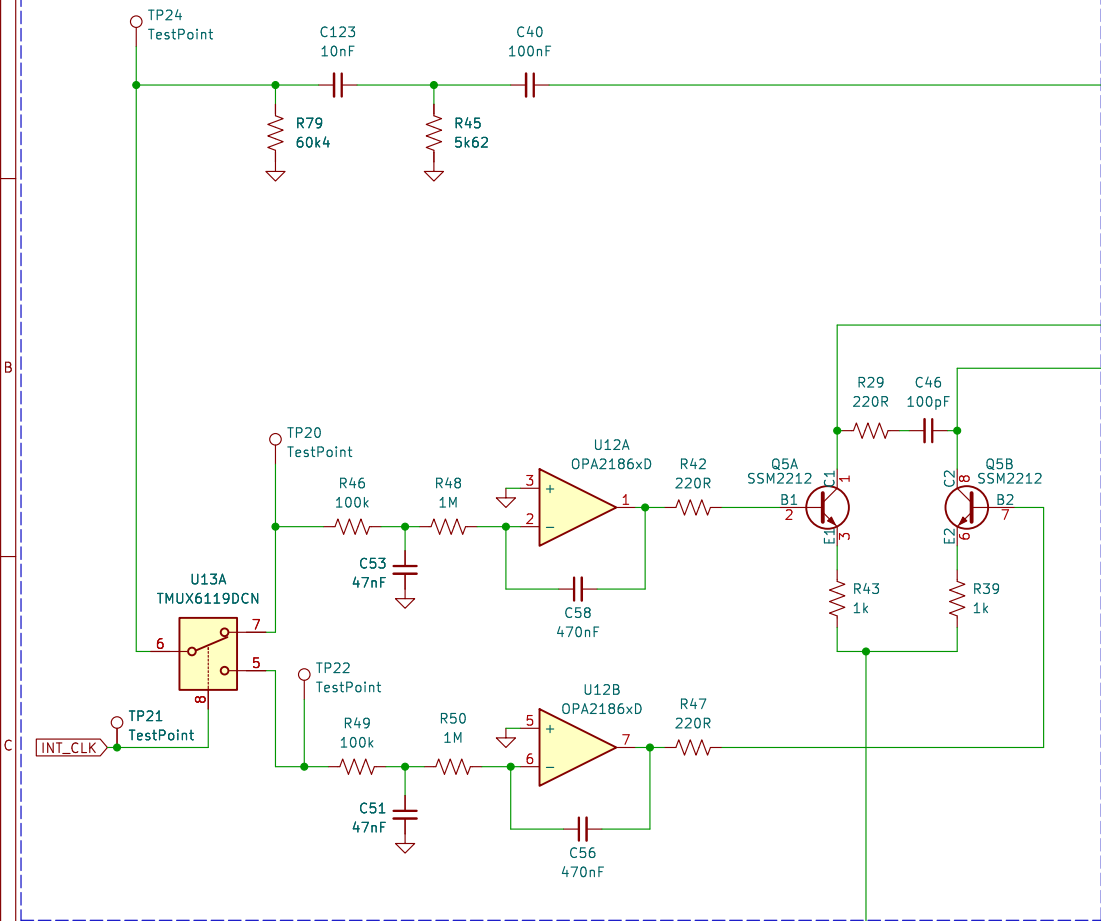 TP24
TestPoint
C123
10nF
C40
100nF
R79
60k4
R45
5k62
B
R29
220R
C46
100pF
TP20
TestPoint
U12A
OPA2186xD
R46
100k
R48
1M
3
+
2
−
1
R42
220R
Q5A
SSM2212
B1
2
C1
1
E1
3
Q5B
SSM2212
B2
7
C2
8
E2
6
C53
47nF
C58
470nF
R43
1k
R39
1k
U13A
TMUX6119DCN
6
7
5
8
TP22
TestPoint
TP21
TestPoint
INT_CLK
C
R49
100k
R50
1M
U12B
OPA2186xD
5
+
6
−
7
R47
220R
C51
47nF
C56
470nF